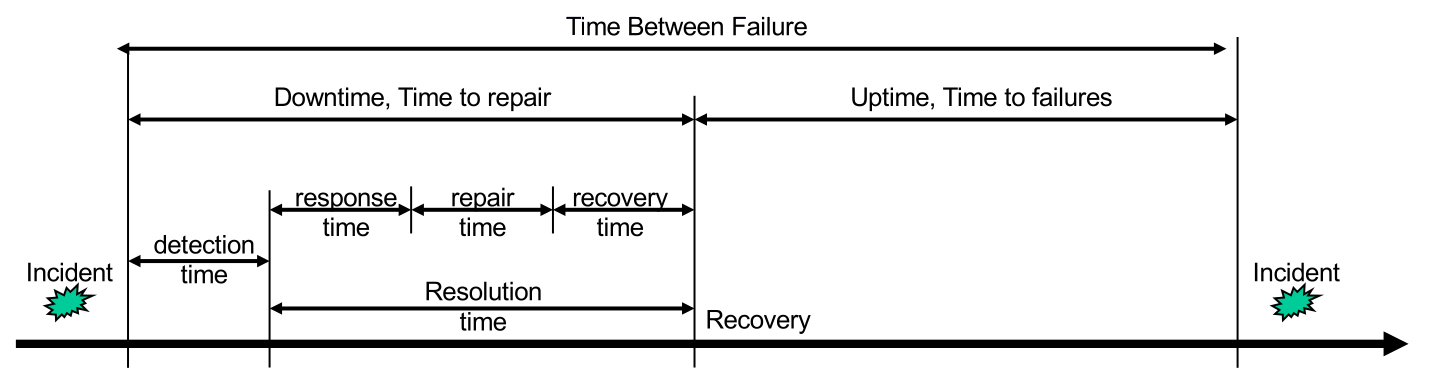 Time Between Failure
Downtime, Time to repair
Uptime, Time to failures
response
time
repair
time
recovery
time
detection
time
Incident
Incident
Resolution
time
Recovery